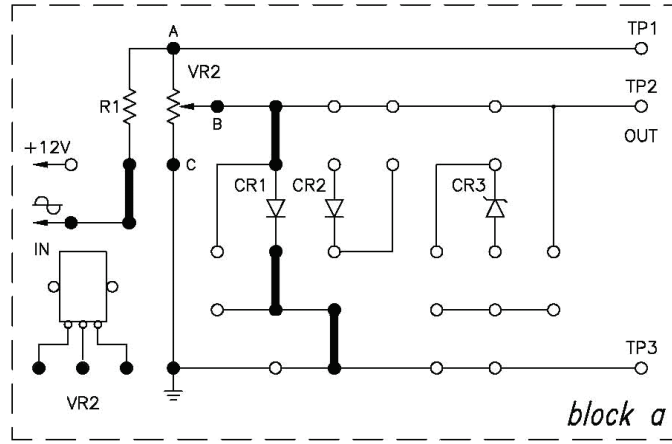 A
TP1
VR2
TP2
R1
B
OUT
+12V
C
CR1
CR2
CR3
IN
TP3
VR2
block a